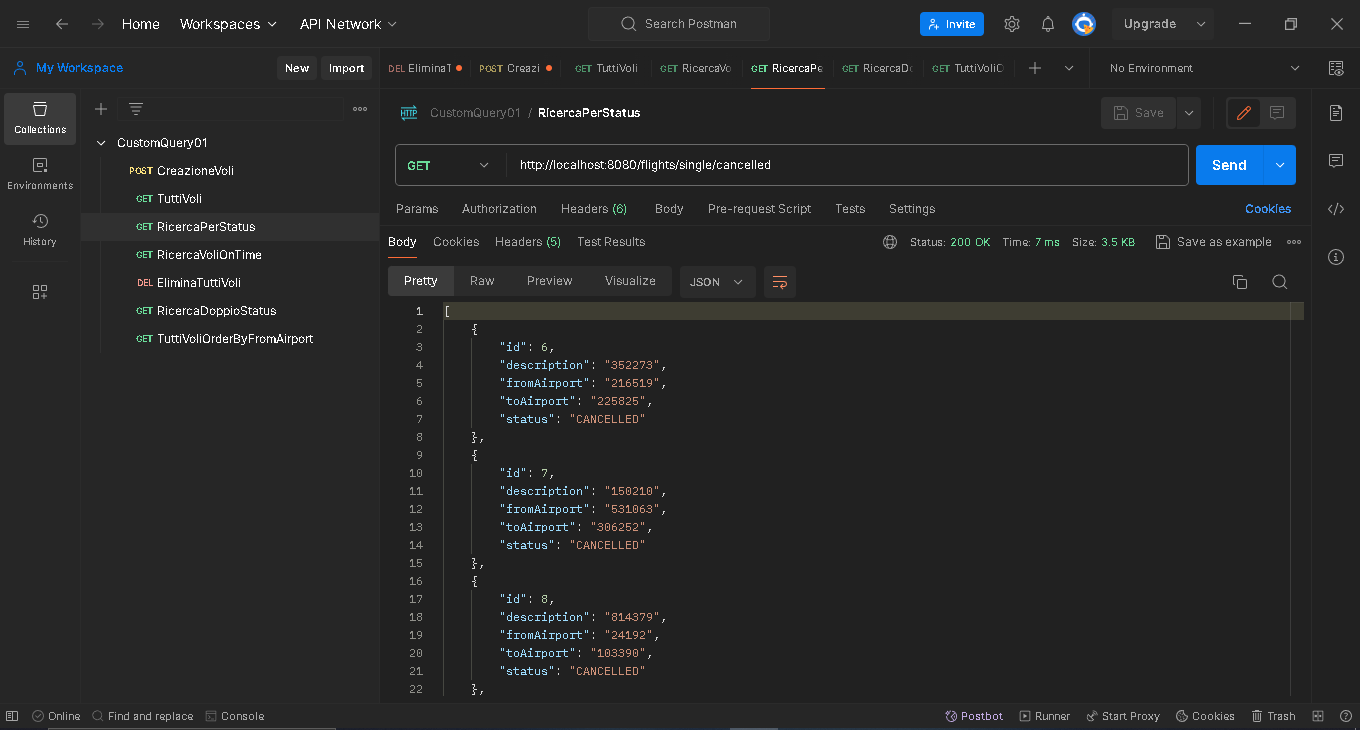 Home Workspaces API Network Search Postman Invite Upgrade
My Workspace New Import DEL EliminaT POST Creazi GET TuttiVoli GET RicercaVo GET RicercaPe GET RicercaDo GET TuttiVoliO No Environment
Collections
Environments
History
CustomQuery01
POST CreazioneVoli
GET TuttiVoli
GET RicercaPerStatus
GET RicercaVoliOnTime
DEL EliminaTuttiVoli
GET RicercaDoppioStatus
GET TuttiVoliOrderByFromAirport
HTTP CustomQuery01 / RicercaPerStatus Save
GET http://localhost:8080/flights/single/cancelled Send
Params Authorization Headers (6) Body Pre-request Script Tests Settings Cookies
Body Cookies Headers (5) Test Results Status: 200 OK Time: 7 ms Size: 3.5 KB Save as example
Pretty Raw Preview Visualize JSON
1 [
2 {
3 "id": 6,
4 "description": "352273",
5 "fromAirport": "216519",
6 "toAirport": "225825",
7 "status": "CANCELLED"
8 },
9 {
10 "id": 7,
11 "description": "150210",
12 "fromAirport": "531063",
13 "toAirport": "306252",
14 "status": "CANCELLED"
15 },
16 {
17 "id": 8,
18 "description": "814379",
19 "fromAirport": "24192",
20 "toAirport": "103390",
21 "status": "CANCELLED"
22 },
Online Find and replace Console Postbot Runner Start Proxy Cookies Trash